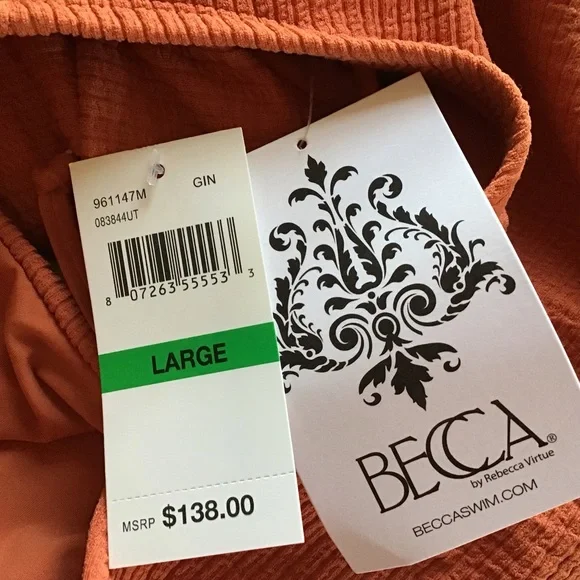 961147M GIN
083844UT
8 07263 55553 3
LARGE
MSRP $138.00
BECCA®
by Rebecca Virtue
BECCASWIM.COM